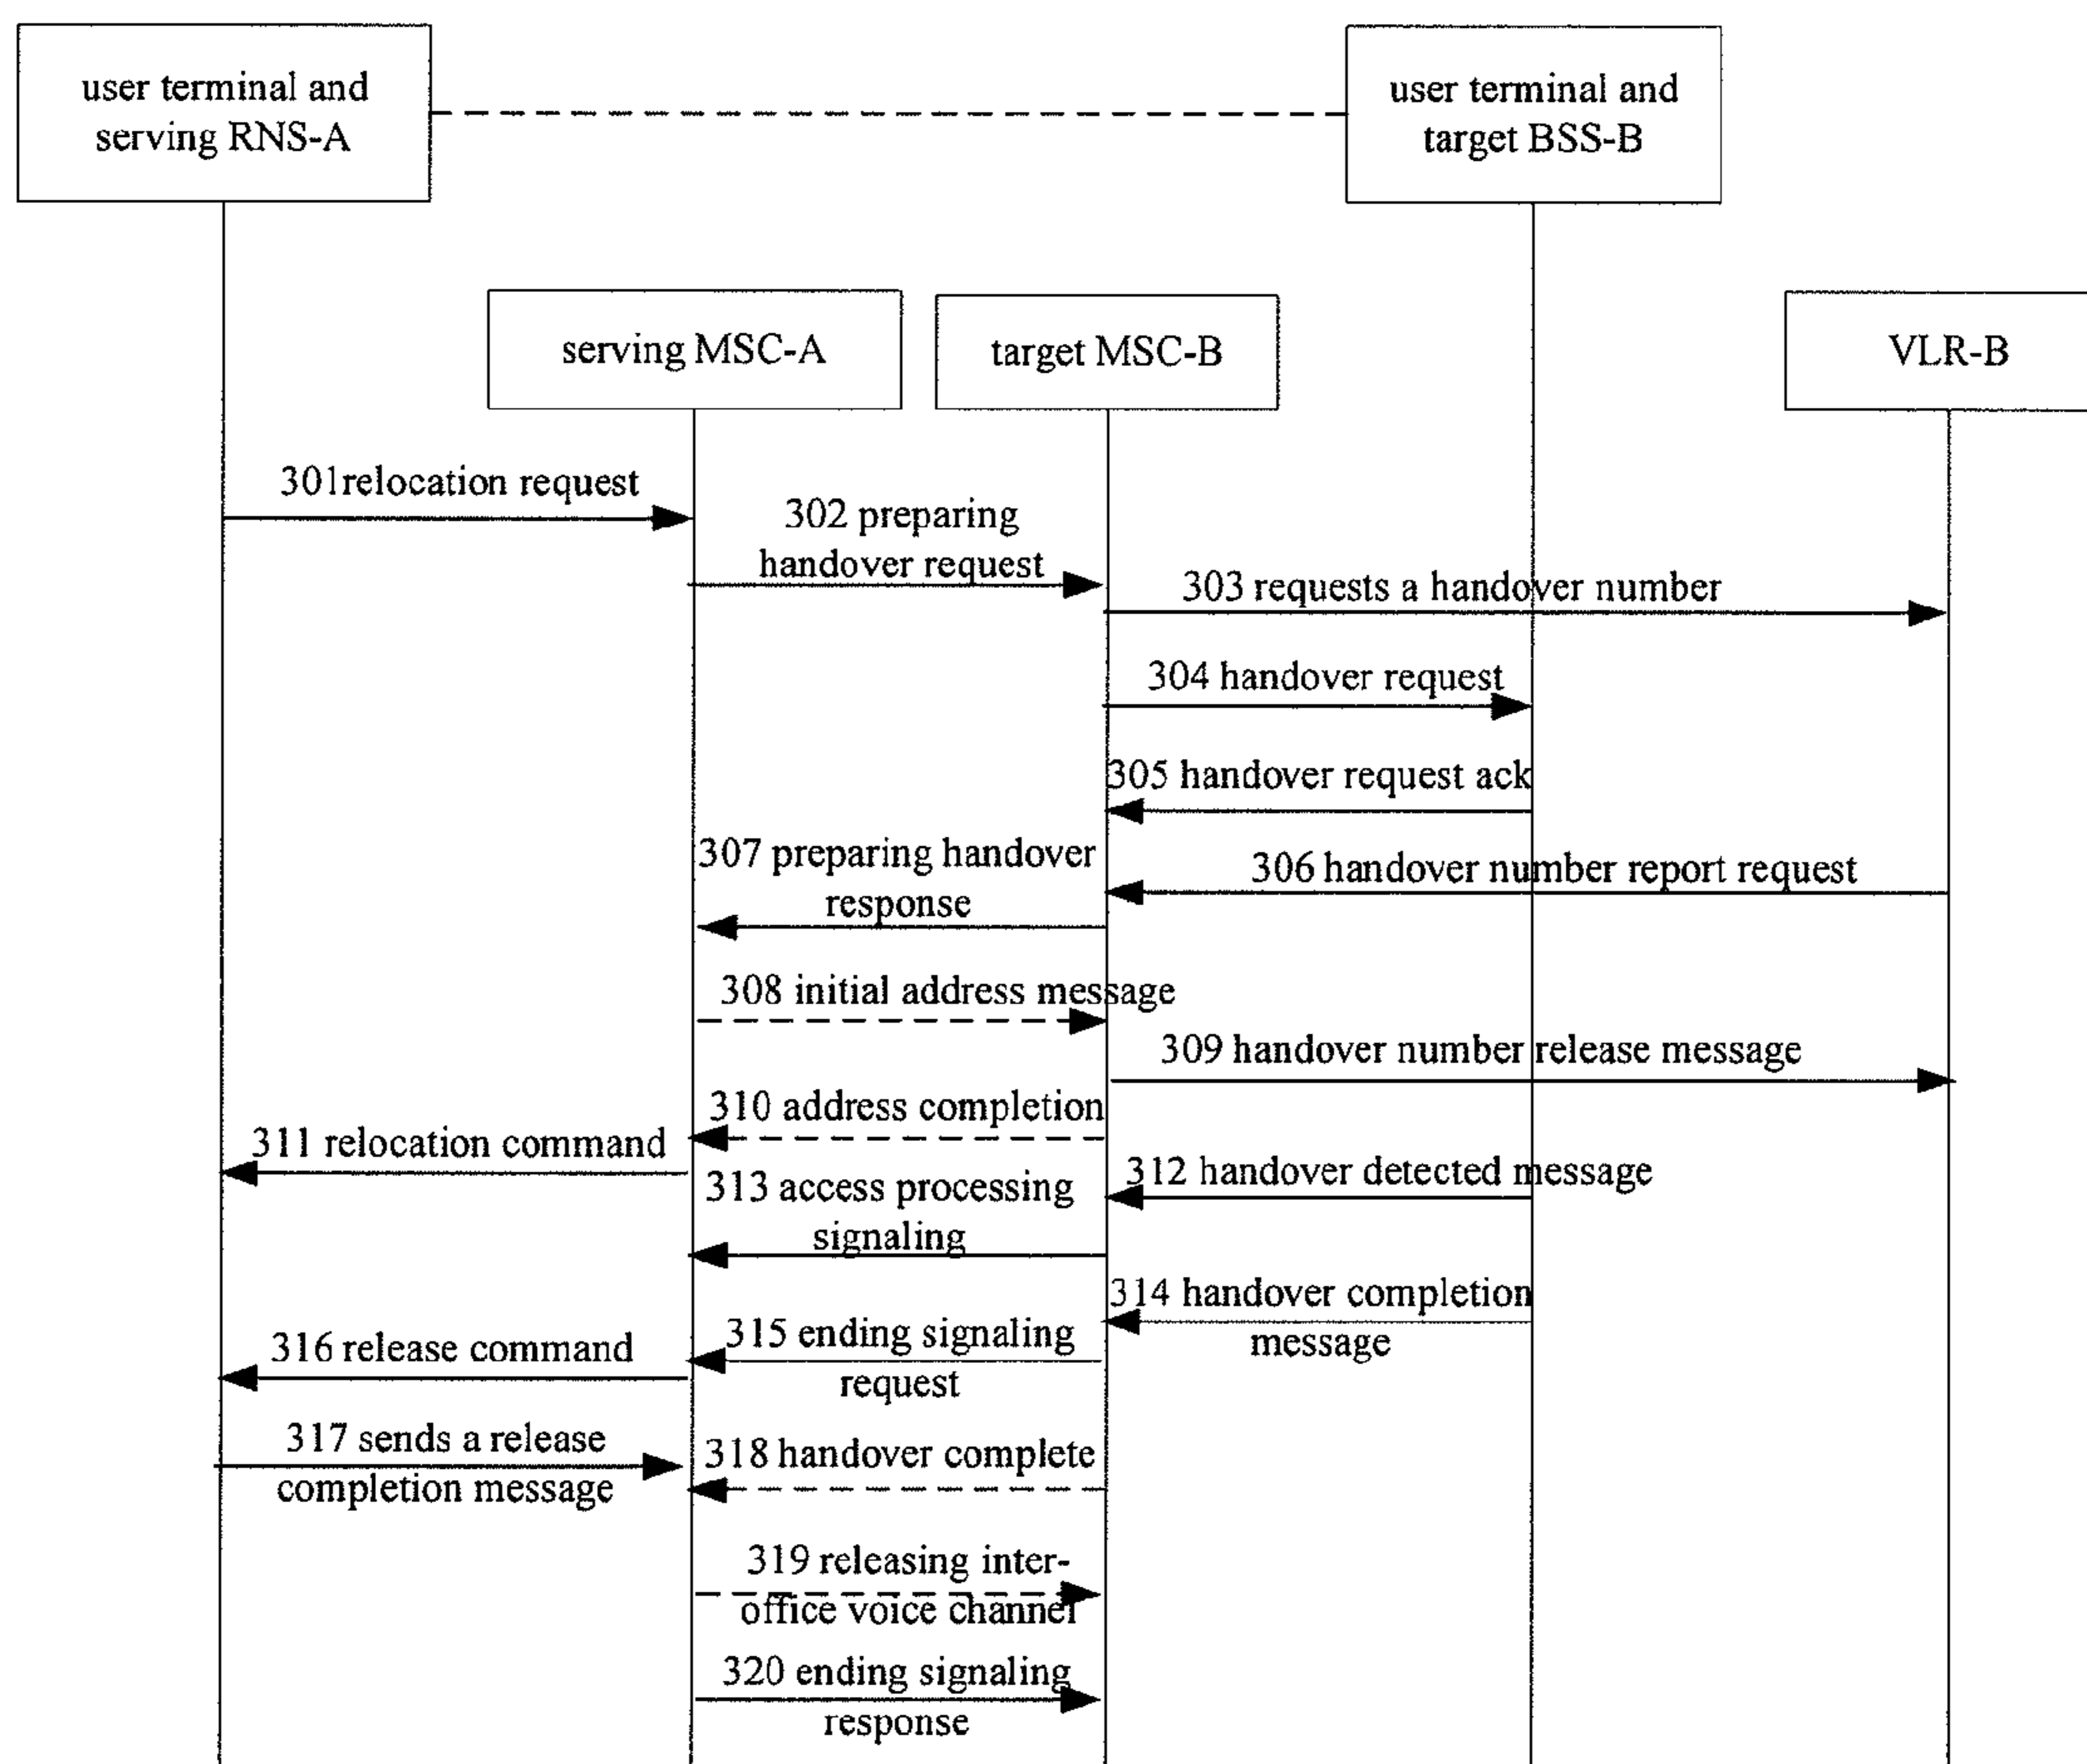 user terminal and
serving RNS-A
user terminal and
target BSS-B
serving MSC-A
target MSC-B
VLR-B
301relocation request
302 preparing
handover request
303 requests a handover number
304 handover request
305 handover request ack
307 preparing handover
response
306 handover number report request
308 initial address message
309 handover number release message
310 address completion
311 relocation command
312 handover detected message
313 access processing
signaling
314 handover completion
message
315 ending signaling
request
316 release command
317 sends a release
completion message
318 handover complete
319 releasing inter-
office voice channel
320 ending signaling
response